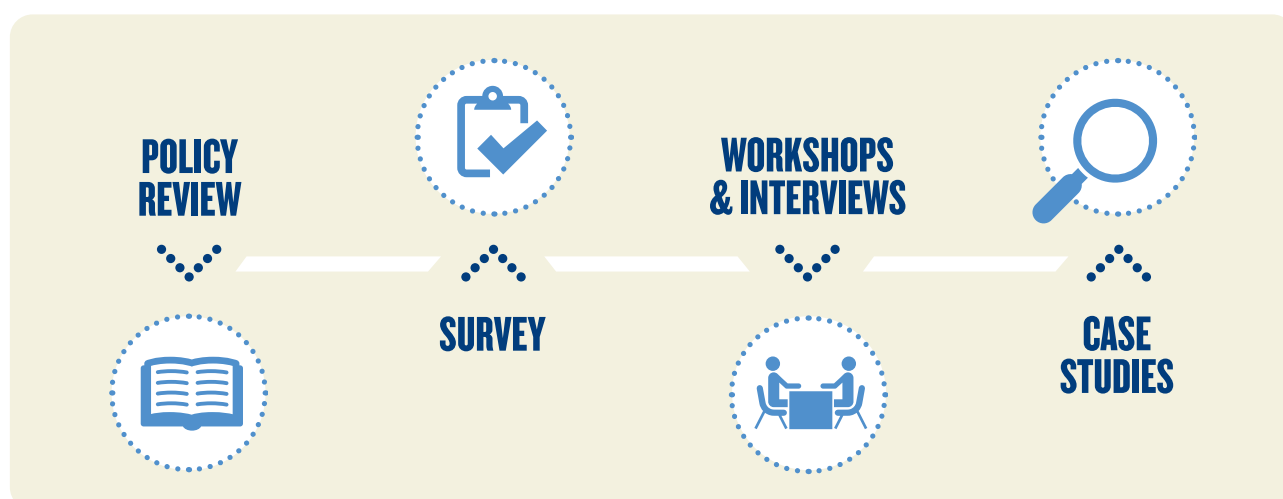 POLICY
REVIEW
SURVEY
WORKSHOPS
& INTERVIEWS
CASE
STUDIES